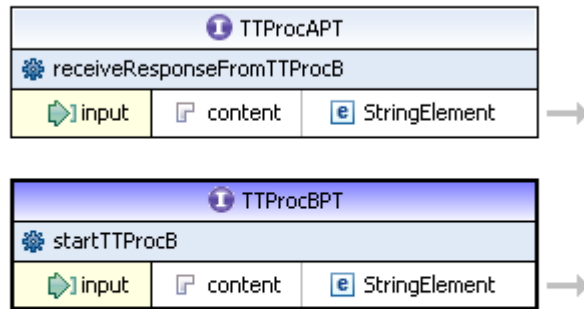 TTProcAPT
receiveResponseFromTTProcB
input content e StringElement
TTProcBPT
startTTProcB
input content e StringElement